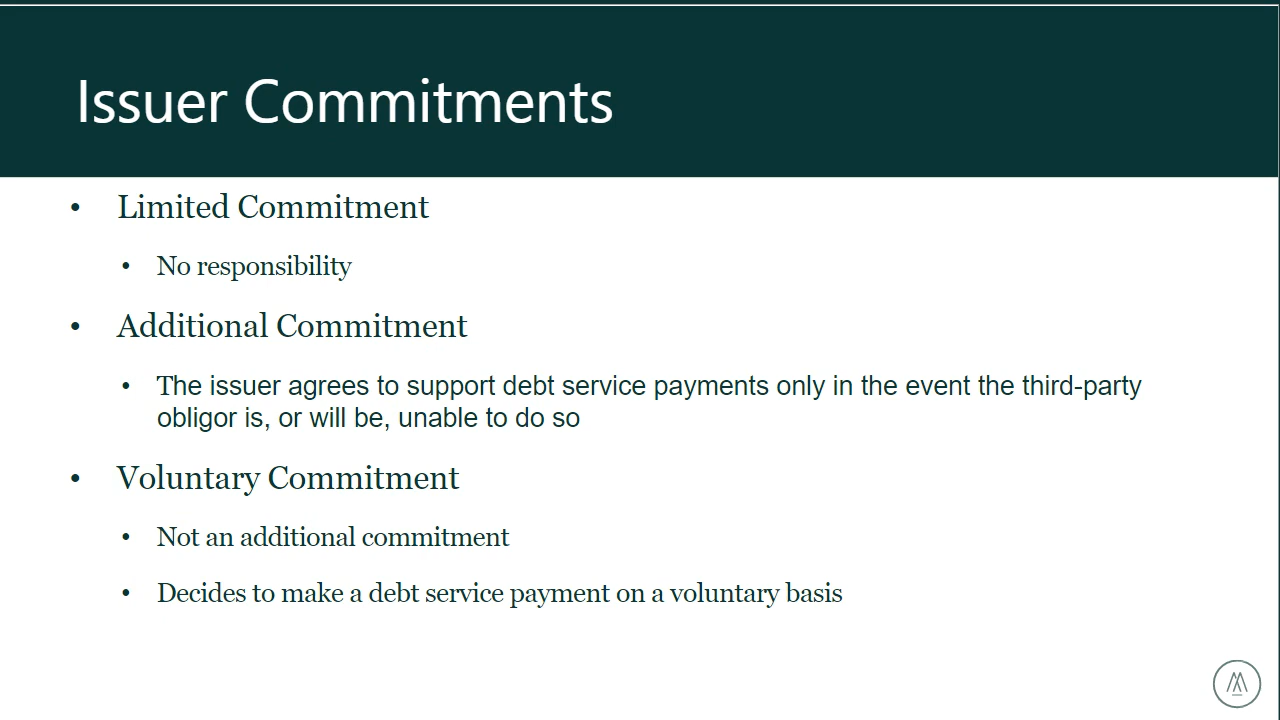 Issuer Commitments
• Limited Commitment
• No responsibility
• Additional Commitment
• The issuer agrees to support debt service payments only in the event the third-party
obligor is, or will be, unable to do so
• Voluntary Commitment
• Not an additional commitment
• Decides to make a debt service payment on a voluntary basis